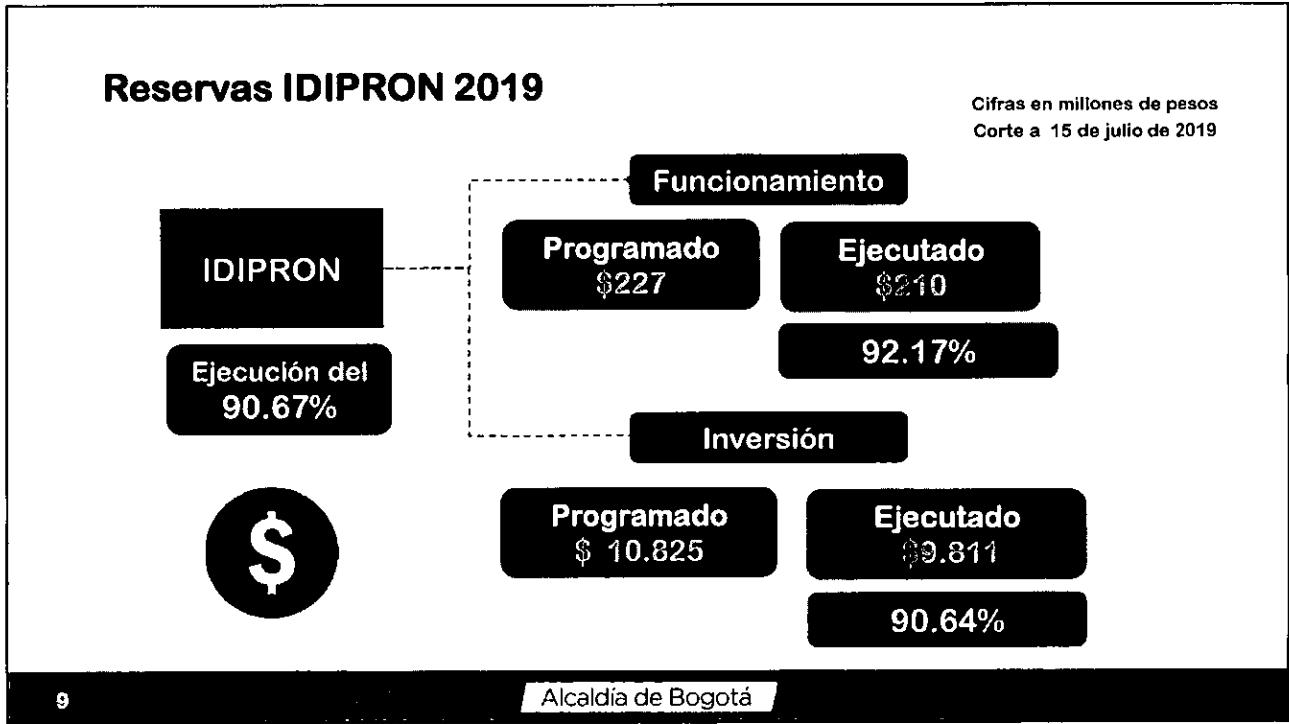 Reservas IDIPRON 2019
Cifras en millones de pesos
Corte a 15 de julio de 2019
Funcionamiento
IDIPRON
Programado
$227
Ejecutado
$210
92.17%
Ejecución del
90.67%
Inversión
$
Programado
$ 10.825
Ejecutado
$9.811
90.64%
9
Alcaldía de Bogotá